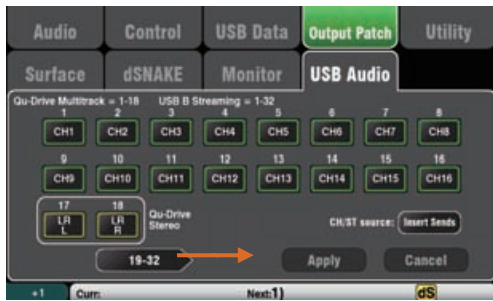 Audio Control USB Data Output Patch Utility
Surface dSNAKE Monitor USB Audio
Qu-Drive Multitrack = 1-18 USB B Streaming = 1-32
1 2 3 4 5 6 7 8
CH1 CH2 CH3 CH4 CH5 CH6 CH7 CH8
9 10 11 12 13 14 15 16
CH9 CH10 CH11 CH12 CH13 CH14 CH15 CH16
17 18
LR L LR R Qu-Drive Stereo CH/ST source: Insert Sends
19-32 Apply Cancel
+1 Curr: Next:1) dS